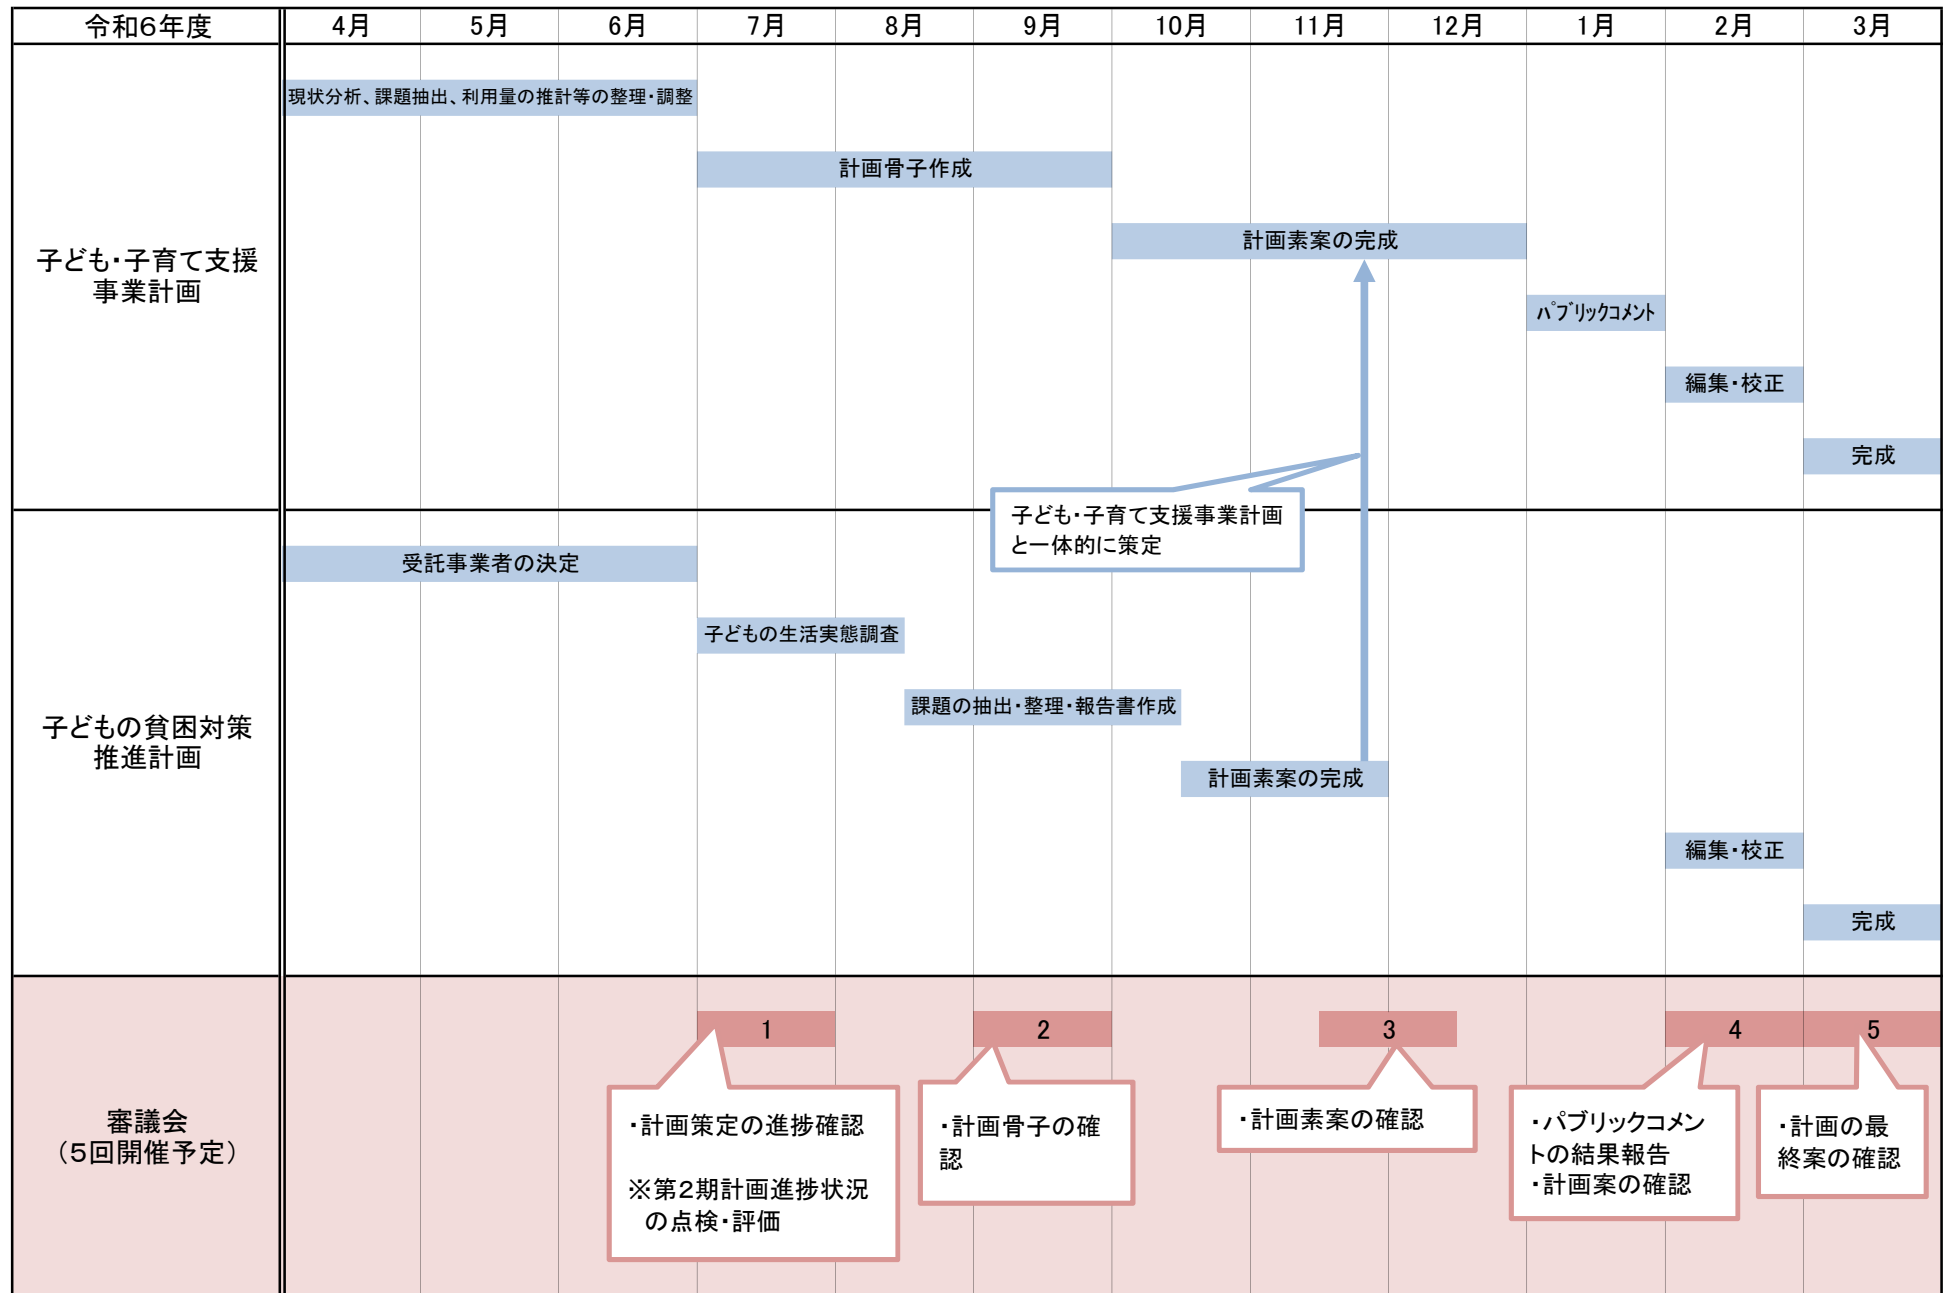 令和6年度 4月 5月 6月 7月 8月 9月 10月 11月 12月 1月 2月 3月
子ども・子育て支援
事業計画
現状分析、課題抽出、利用量の推計等の整理・調整
計画骨子作成
計画素案の完成
ﾊﾟﾌﾞﾘｯｸｺﾒﾝﾄ
編集・校正
完成
子ども・子育て支援事業計画
と一体的に策定
子どもの貧困対策
推進計画
受託事業者の決定
子どもの生活実態調査
課題の抽出・整理・報告書作成
計画素案の完成
編集・校正
完成
審議会
（5回開催予定）
1 2 3 4 5
・計画策定の進捗確認
※第2期計画進捗状況
の点検・評価
・計画骨子の確
認
・計画素案の確認
・パブリックコメン
トの結果報告
・計画案の確認
・計画の最
終案の確認